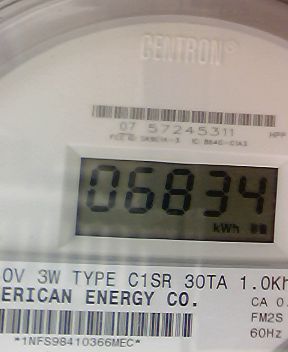 CENTRON®
07 57245311
HPP
06834
kWh
0V 3W TYPE C1SR 30TA 1.0Kh
ERICAN ENERGY CO.
CA 0.
FM2S
60Hz
*1NFS98410366MEC*